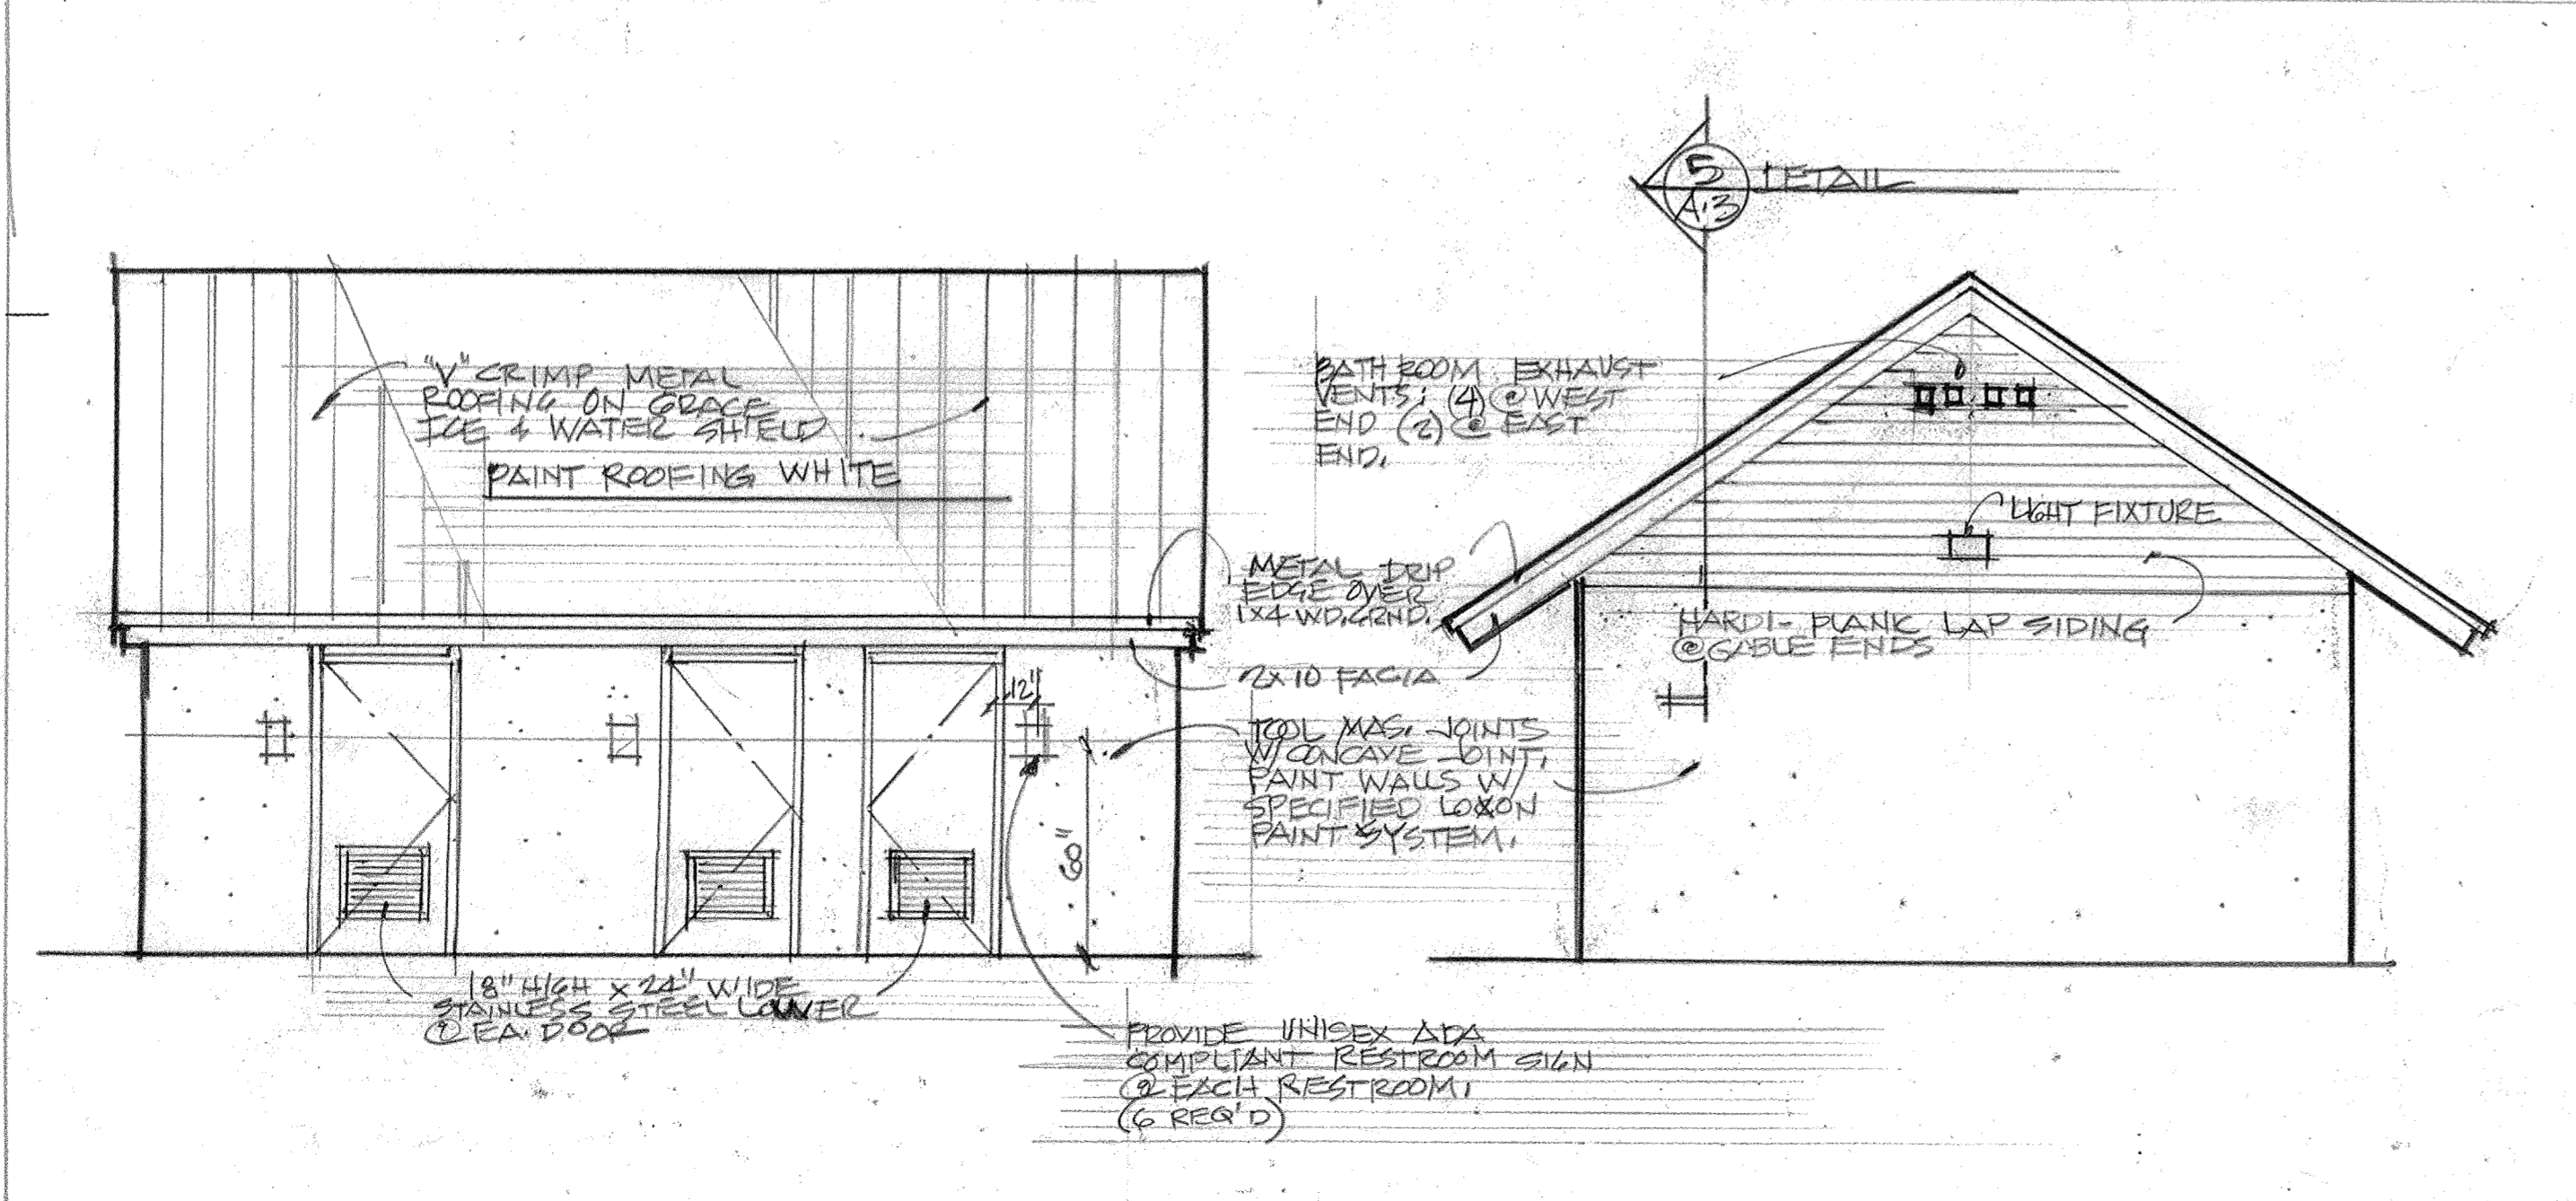 5
A·3
DETAIL
"V" CRIMP METAL
ROOFING ON GRACE
ICE & WATER SHIELD.
PAINT ROOFING WHITE
BATHROOM EXHAUST
VENTS; (4) @ WEST
END (2) @ EAST
END.
LIGHT FIXTURE
METAL DRIP
EDGE OVER
1X4 WD. GRND.
HARDI-PLANK LAP SIDING
@ GABLE ENDS
2X10 FACIA
12"
TOOL MAS. JOINTS
W/ CONCAVE JOINT.
PAINT WALLS W/
SPECIFIED LOXON
PAINT SYSTEM.
60"
18" HIGH X 24" WIDE
STAINLESS STEEL LOUVER
@ EA. DOOR
PROVIDE UNISEX ADA
COMPLIANT RESTROOM SIGN
@ EACH RESTROOM.
(6 REQ'D)